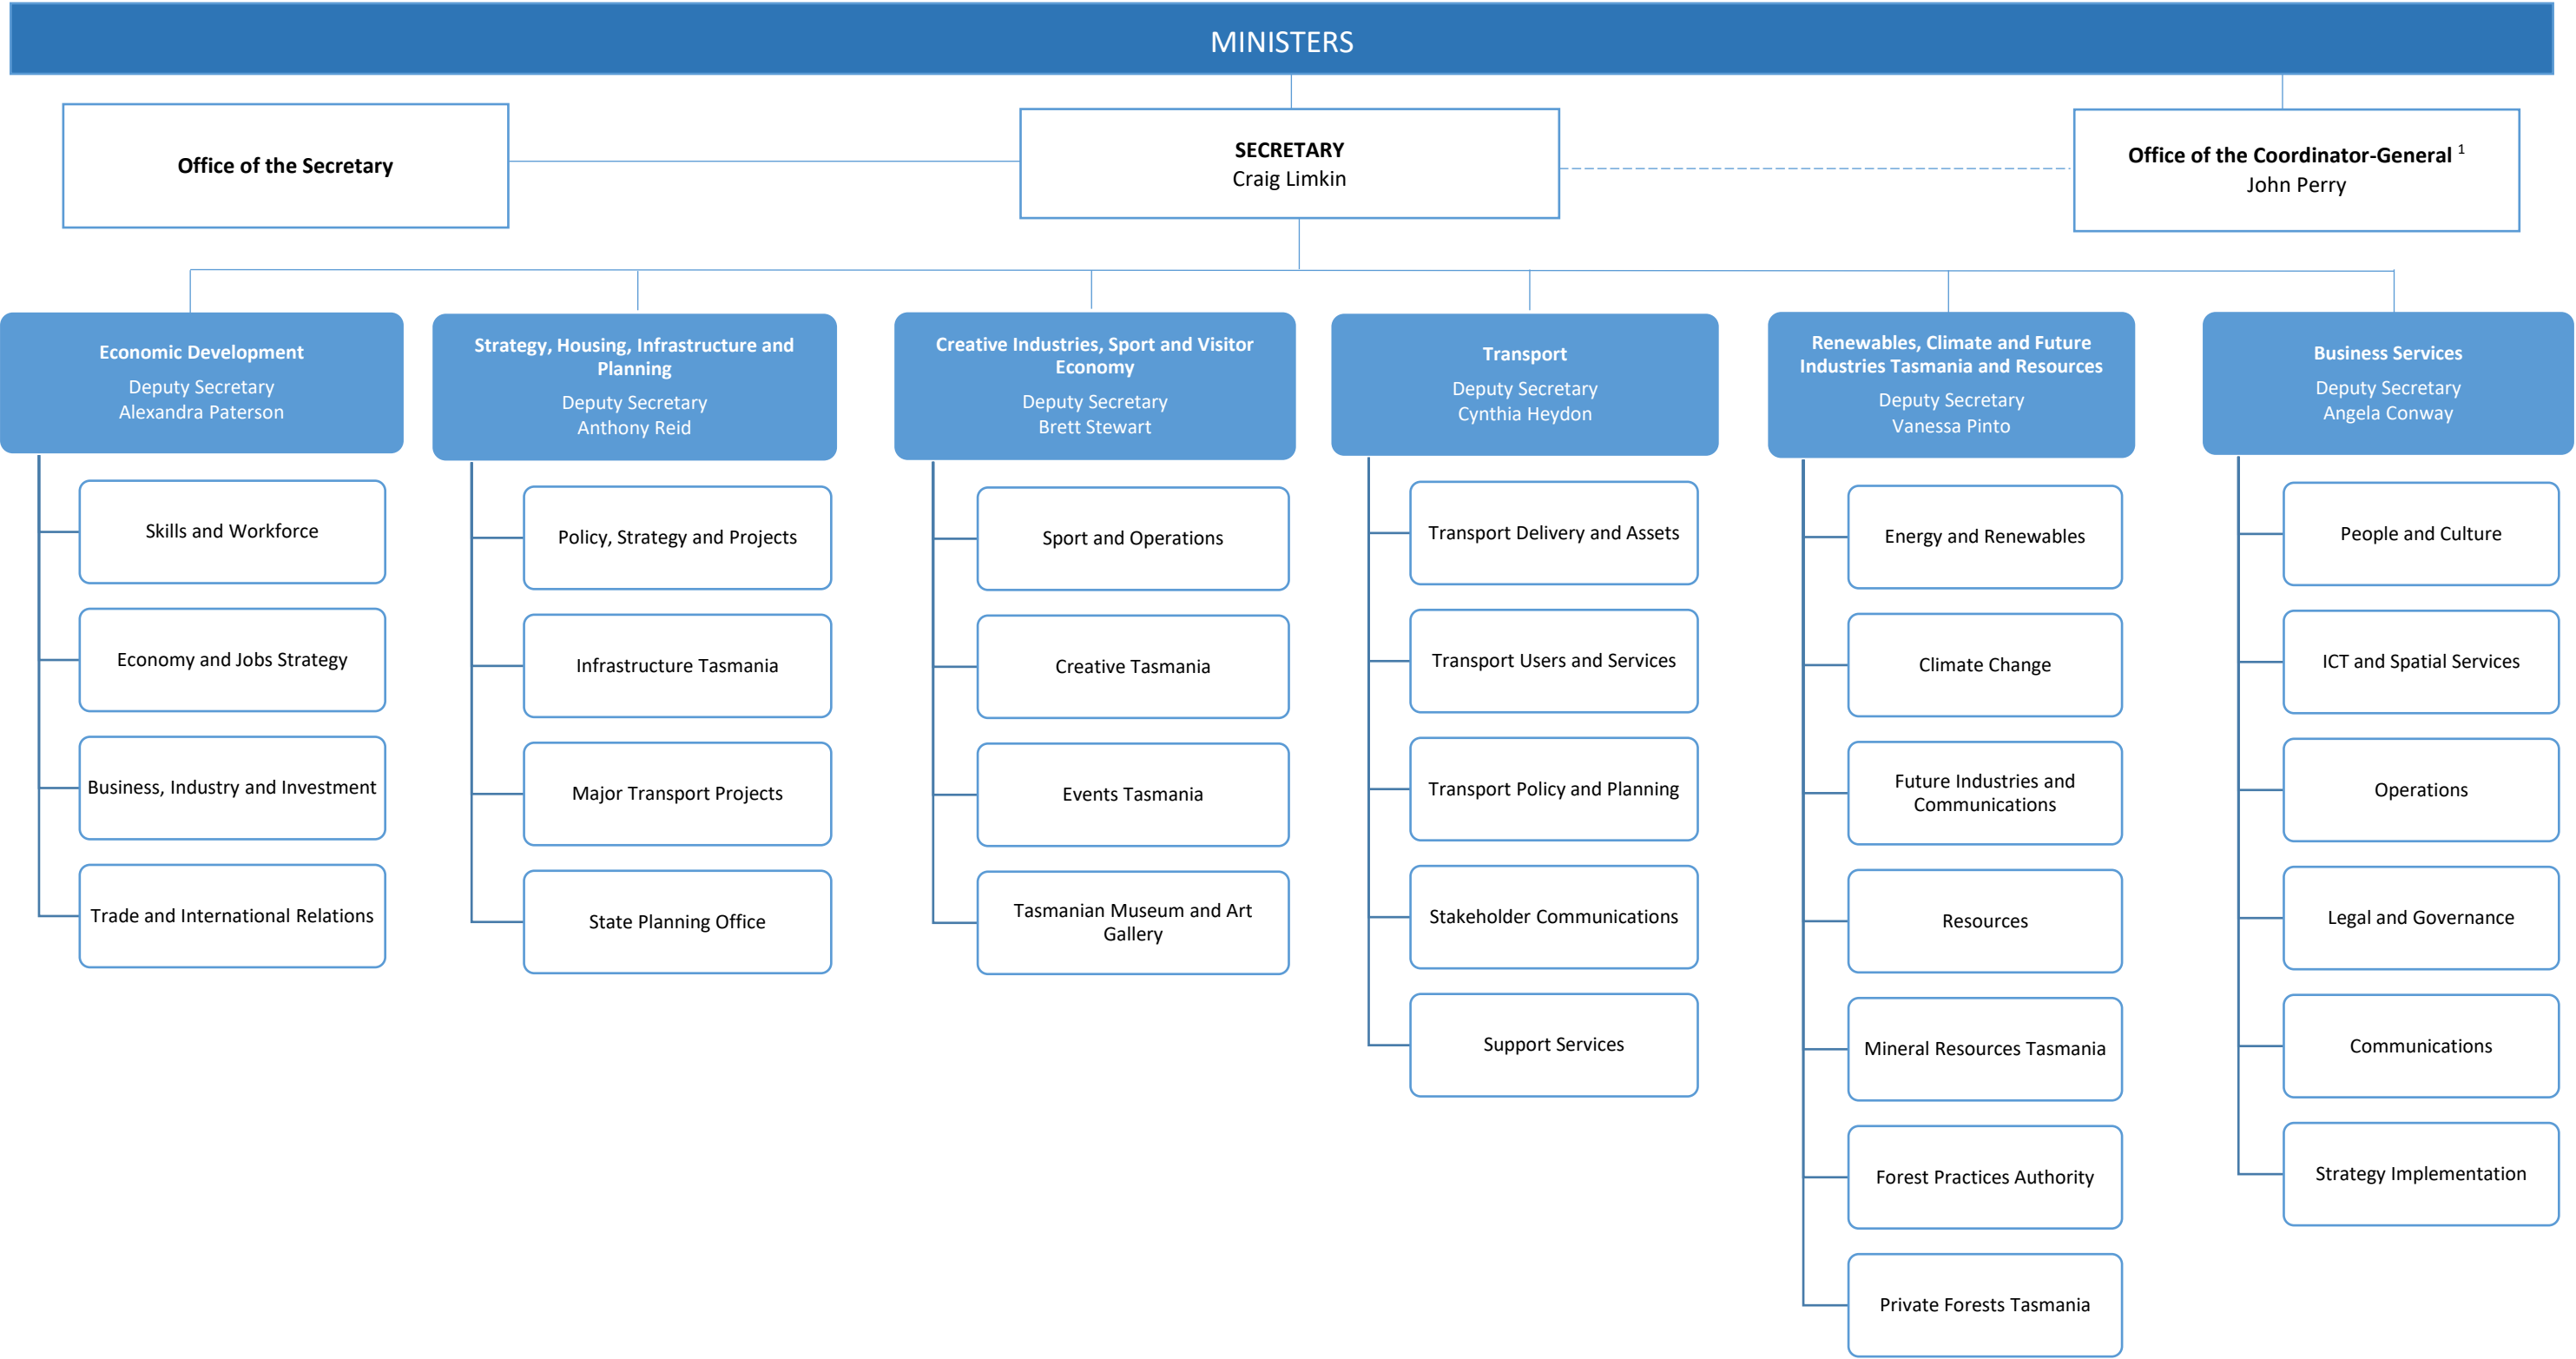 MINISTERS
Office of the Secretary
SECRETARY
Craig Limkin
Office of the Coordinator-General 1
John Perry
Economic Development
Deputy Secretary
Alexandra Paterson
Skills and Workforce
Economy and Jobs Strategy
Business, Industry and Investment
Trade and International Relations
Strategy, Housing, Infrastructure and
Planning
Deputy Secretary
Anthony Reid
Policy, Strategy and Projects
Infrastructure Tasmania
Major Transport Projects
State Planning Office
Creative Industries, Sport and Visitor
Economy
Deputy Secretary
Brett Stewart
Sport and Operations
Creative Tasmania
Events Tasmania
Tasmanian Museum and Art
Gallery
Transport
Deputy Secretary
Cynthia Heydon
Transport Delivery and Assets
Transport Users and Services
Transport Policy and Planning
Stakeholder Communications
Support Services
Renewables, Climate and Future
Industries Tasmania and Resources
Deputy Secretary
Vanessa Pinto
Energy and Renewables
Climate Change
Future Industries and
Communications
Resources
Mineral Resources Tasmania
Forest Practices Authority
Private Forests Tasmania
Business Services
Deputy Secretary
Angela Conway
People and Culture
ICT and Spatial Services
Operations
Legal and Governance
Communications
Strategy Implementation